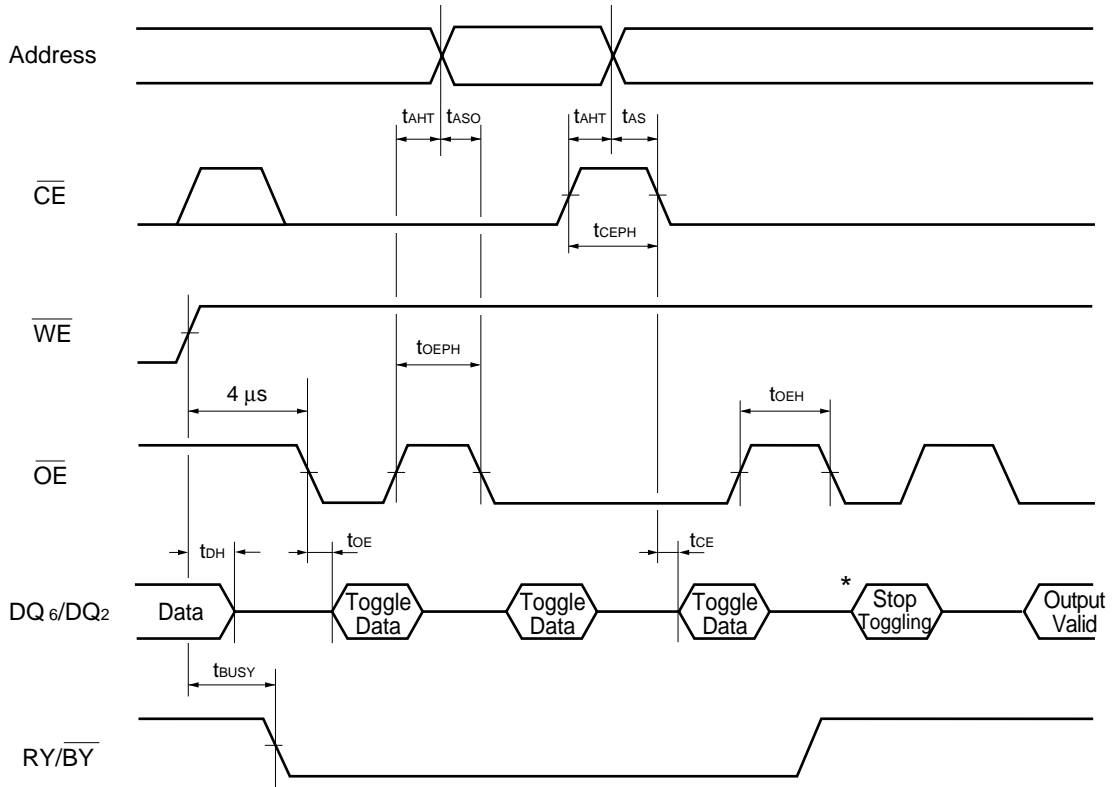 Address
tAHT tASO tAHT tAS
CE
tCEPH
WE
tOEPH
4 μs
tOEH
OE
tDH tOE tCE
DQ6/DQ2
Data
Toggle
Data
Toggle
Data
Toggle
Data
*
Stop
Toggling
Output
Valid
tBUSY
RY/BY